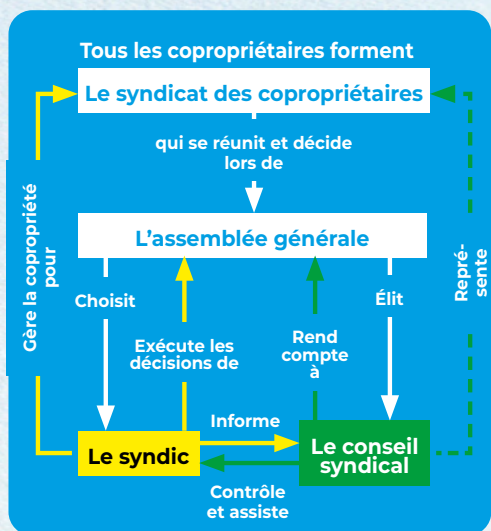 Tous les copropriétaires forment
Le syndicat des copropriétaires
qui se réunit et décide
lors de
L’assemblée générale
Gère la copropriété
pour
Choisit
Exécute les
décisions de
Rend
compte
à
Élit
Repré-
sente
Le syndic
Informe
Le conseil
syndical
Contrôle
et assiste